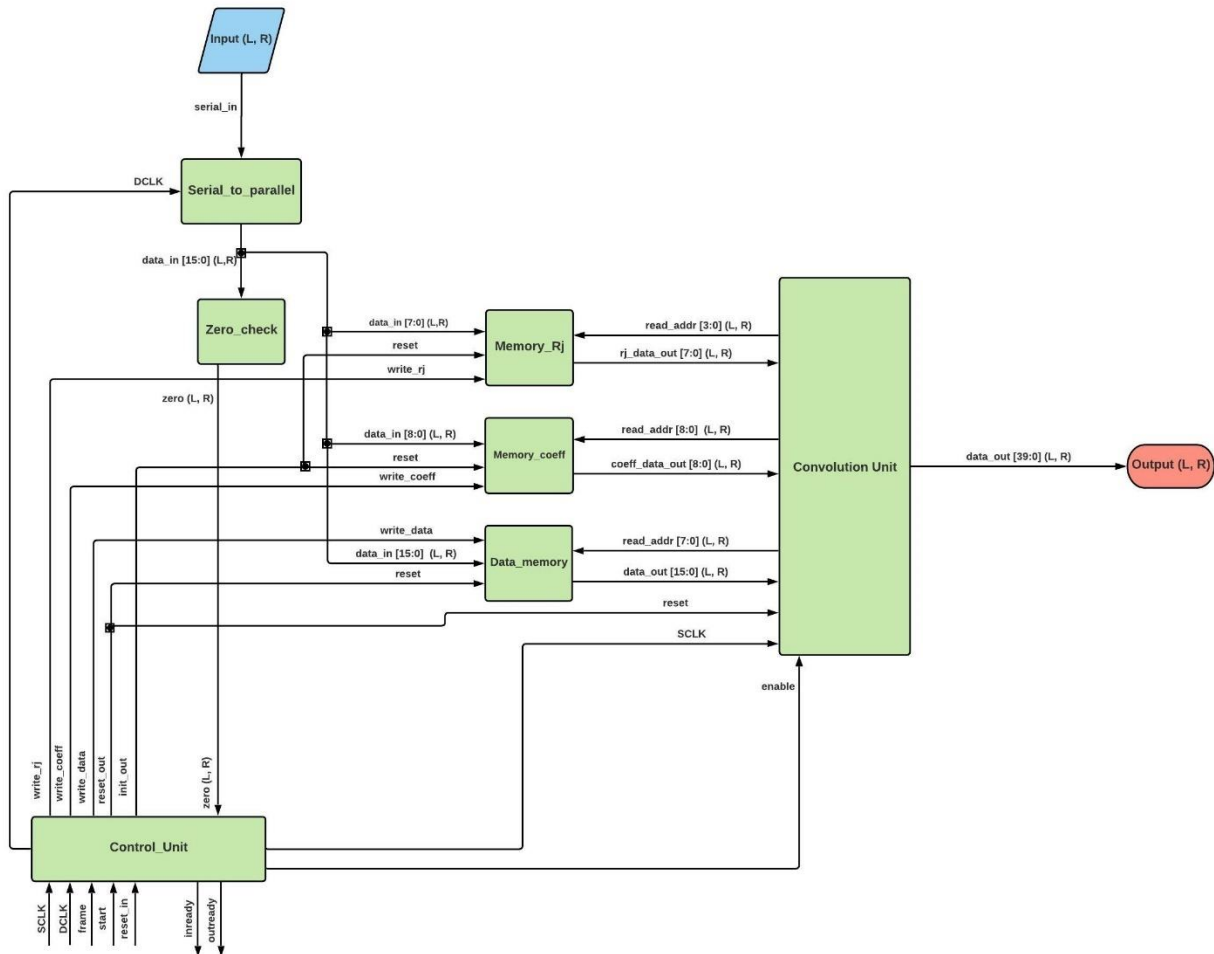 Input (L, R)
serial_in
DCLK
Serial_to_parallel
data_in [15:0] (L,R)
Zero_check
data_in [7:0] (L,R)
reset
write_rj
Memory_Rj
read_addr [3:0] (L, R)
rj_data_out [7:0] (L, R)
zero (L, R)
data_in [8:0] (L, R)
reset
write_coeff
Memory_coeff
read_addr [8:0] (L, R)
coeff_data_out [8:0] (L, R)
Convolution Unit
data_out [39:0] (L, R)
Output (L, R)
write_data
data_in [15:0] (L, R)
reset
Data_memory
read_addr [7:0] (L, R)
data_out [15:0] (L, R)
reset
SCLK
enable
write_rj
write_coeff
write_data
reset_out
init_out
zero (L, R)
Control_Unit
SCLK
DCLK
frame
start
reset_in
inready
outready